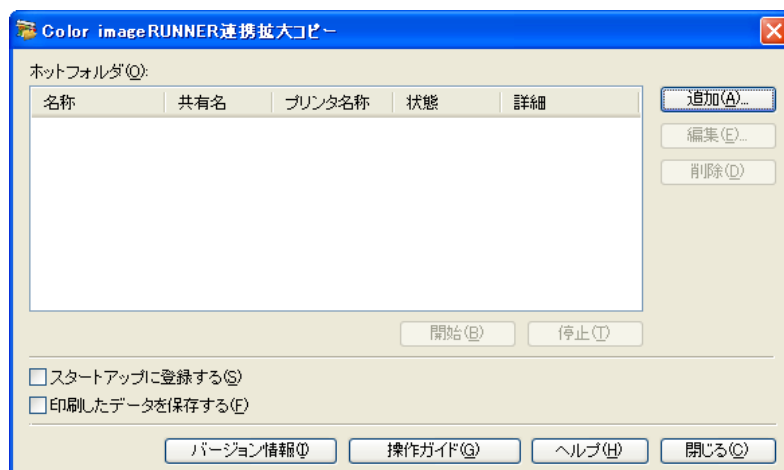 Color imageRUNNER連携拡大コピー
ホットフォルダ(O):
名称 共有名 プリンタ名称 状態 詳細
追加(A)...
編集(E)...
削除(D)
開始(B) 停止(T)
スタートアップに登録する(S)
印刷したデータを保存する(F)
バージョン情報(I) 操作ガイド(G) ヘルプ(H) 閉じる(C)